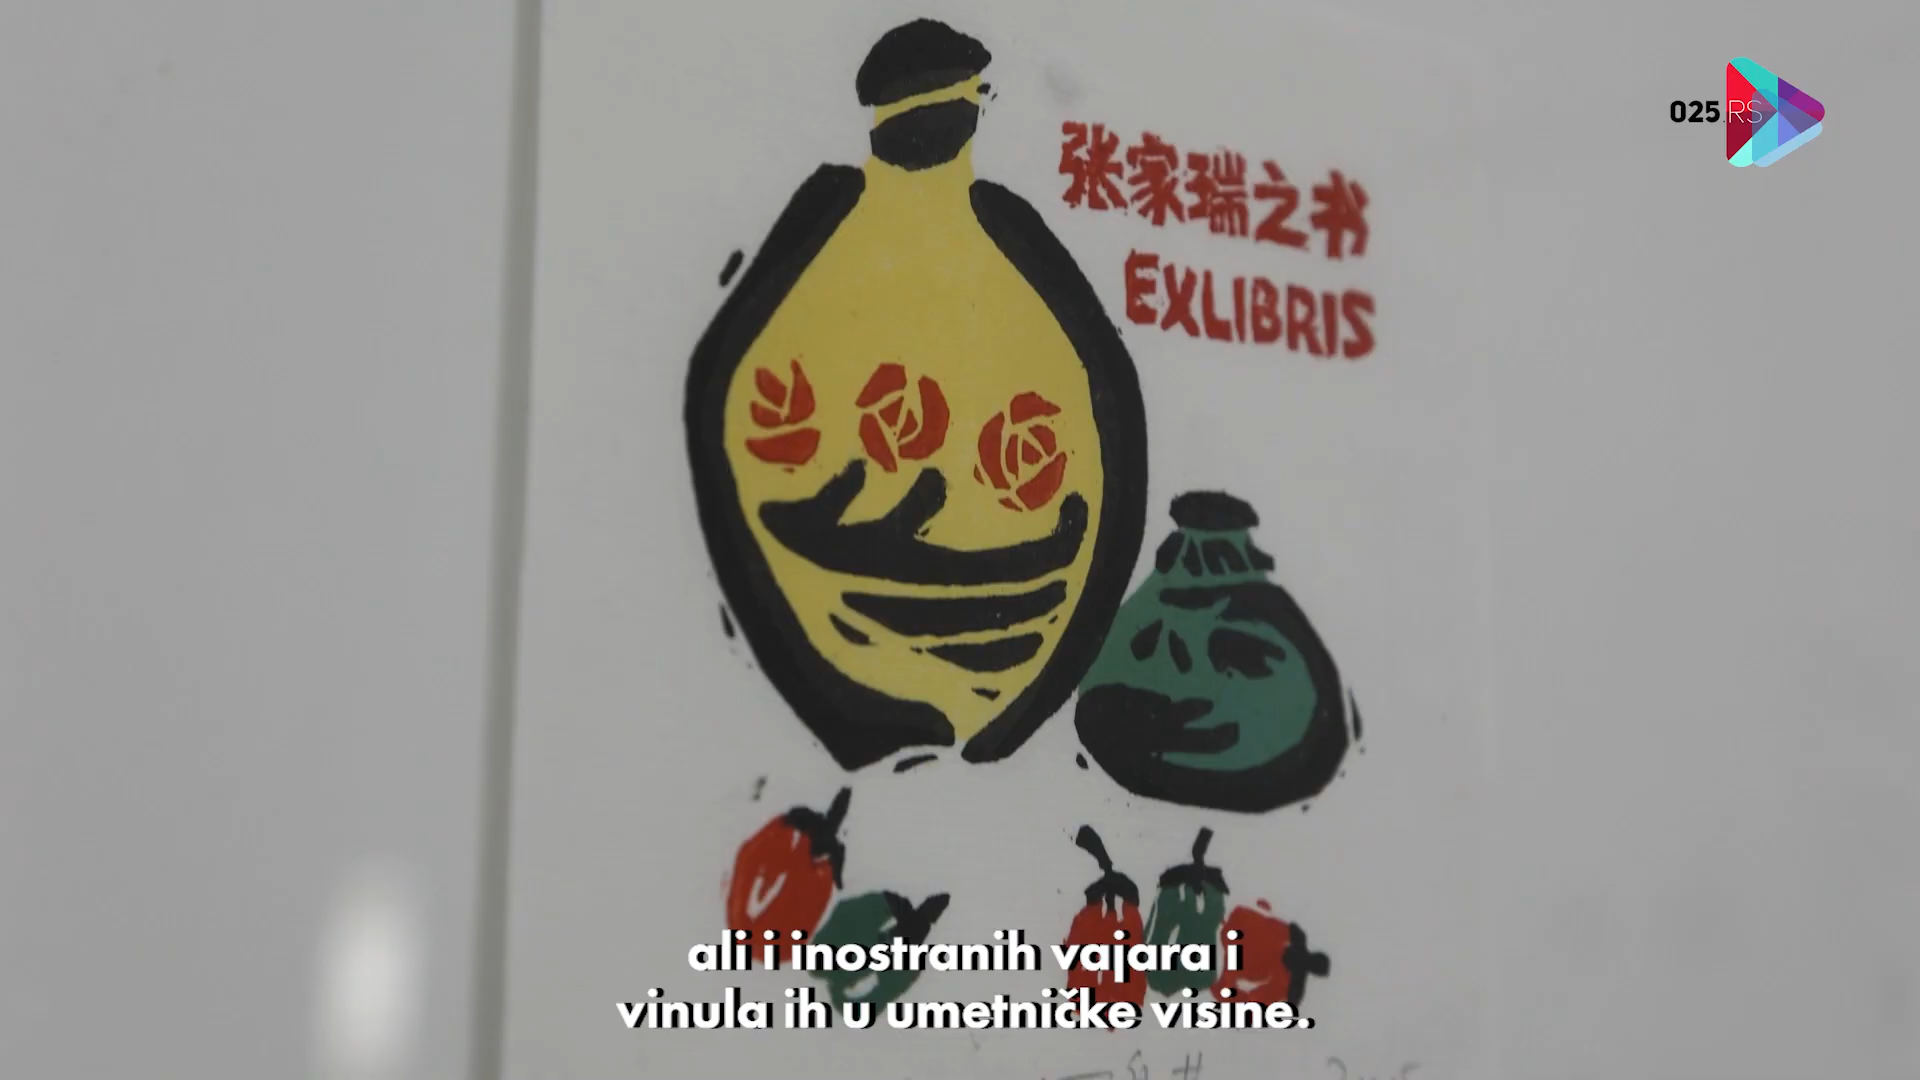 025.RS
张家瑞之书
EXLIBRIS
ali i inostranih vajara i
vinula ih u umetničke visine.